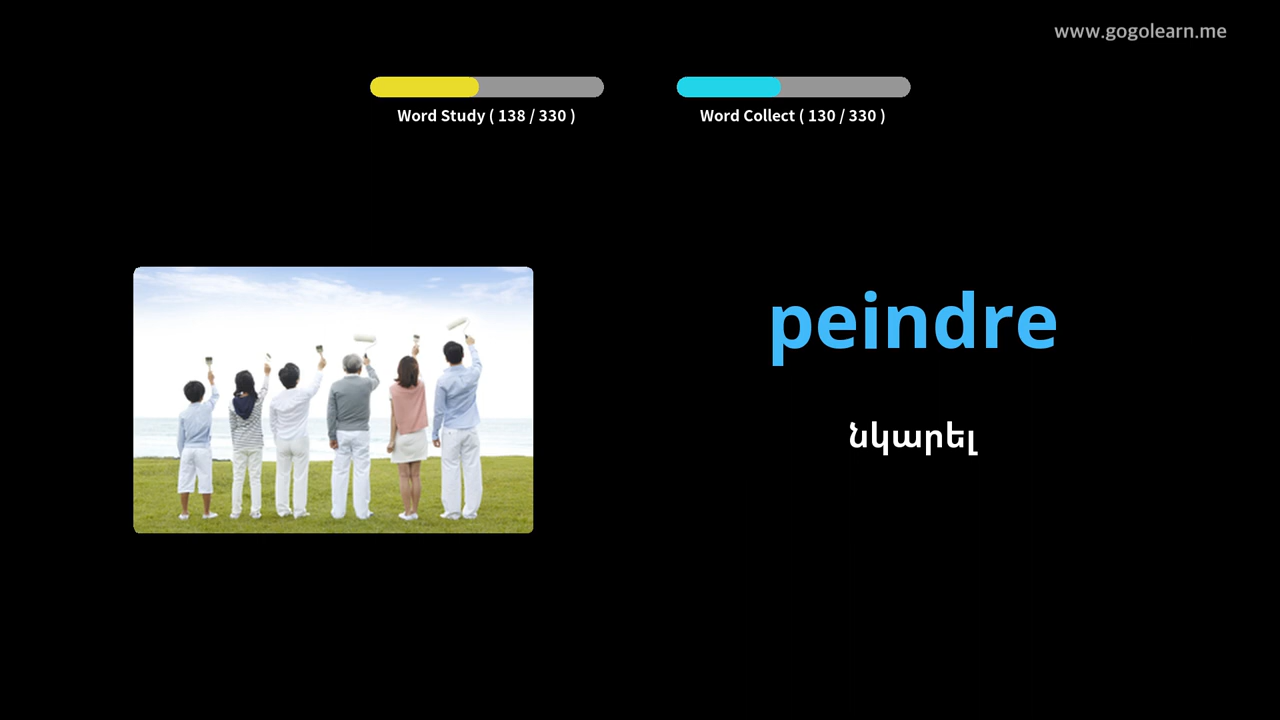 www.gogolearn.me
Word Study ( 138 / 330 )
Word Collect ( 130 / 330 )
peindre
նկարել